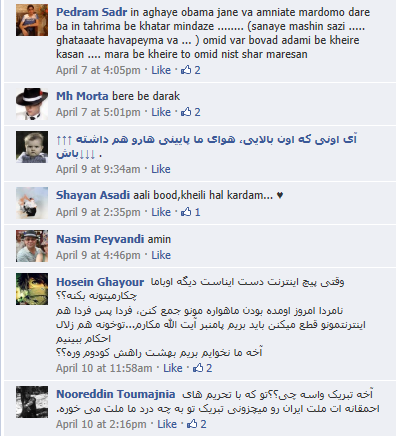 Pedram Sadr in aghaye obama jane va amniate mardomo dare
ba in tahrima be khatar mindaze ........ (sanaye mashin sazi .....
ghataaate havapeyma va ... ) omid var bovad adami be kheire
kasan .... mara be kheire to omid nist shar maresan
April 7 at 4:05pm · Like · 2
Mh Morta bere be darak
April 7 at 5:01pm · Like · 2
آی اونی که اون بالایی، هوای ما پایینی هارو هم داشته ↑↑↑
باش↓↓↓ .
April 9 at 9:34am · Like
Shayan Asadi aali bood,kheili hal kardam... ♥
April 9 at 2:35pm · Like · 1
Nasim Peyvandi amin
April 9 at 4:46pm · Like
Hosein Ghayour وقتی پیچ اینترنت دست ایناست دیگه اوباما
چکارمیتونه بکنه؟؟
نامردا امروز اومده بودن ماهواره مونو جمع کنن، فردا پس فردا هم
اینترنتمونو قطع میکنن باید بریم پامنبر آیت الله مکارم...توخونه هم زلال
احکام ببینیم
آخه ما نخوایم بریم بهشت راهش کودوم وره؟؟
April 10 at 11:58am · Like · 2
Nooreddin Toumajnia آخه تبریک واسه چی؟؟تو که با تحریم های
احمقانه ات ملت ایران رو میچزونی تبریک تو به چه درد ما ملت می خوره.
April 10 at 2:16pm · Like · 2